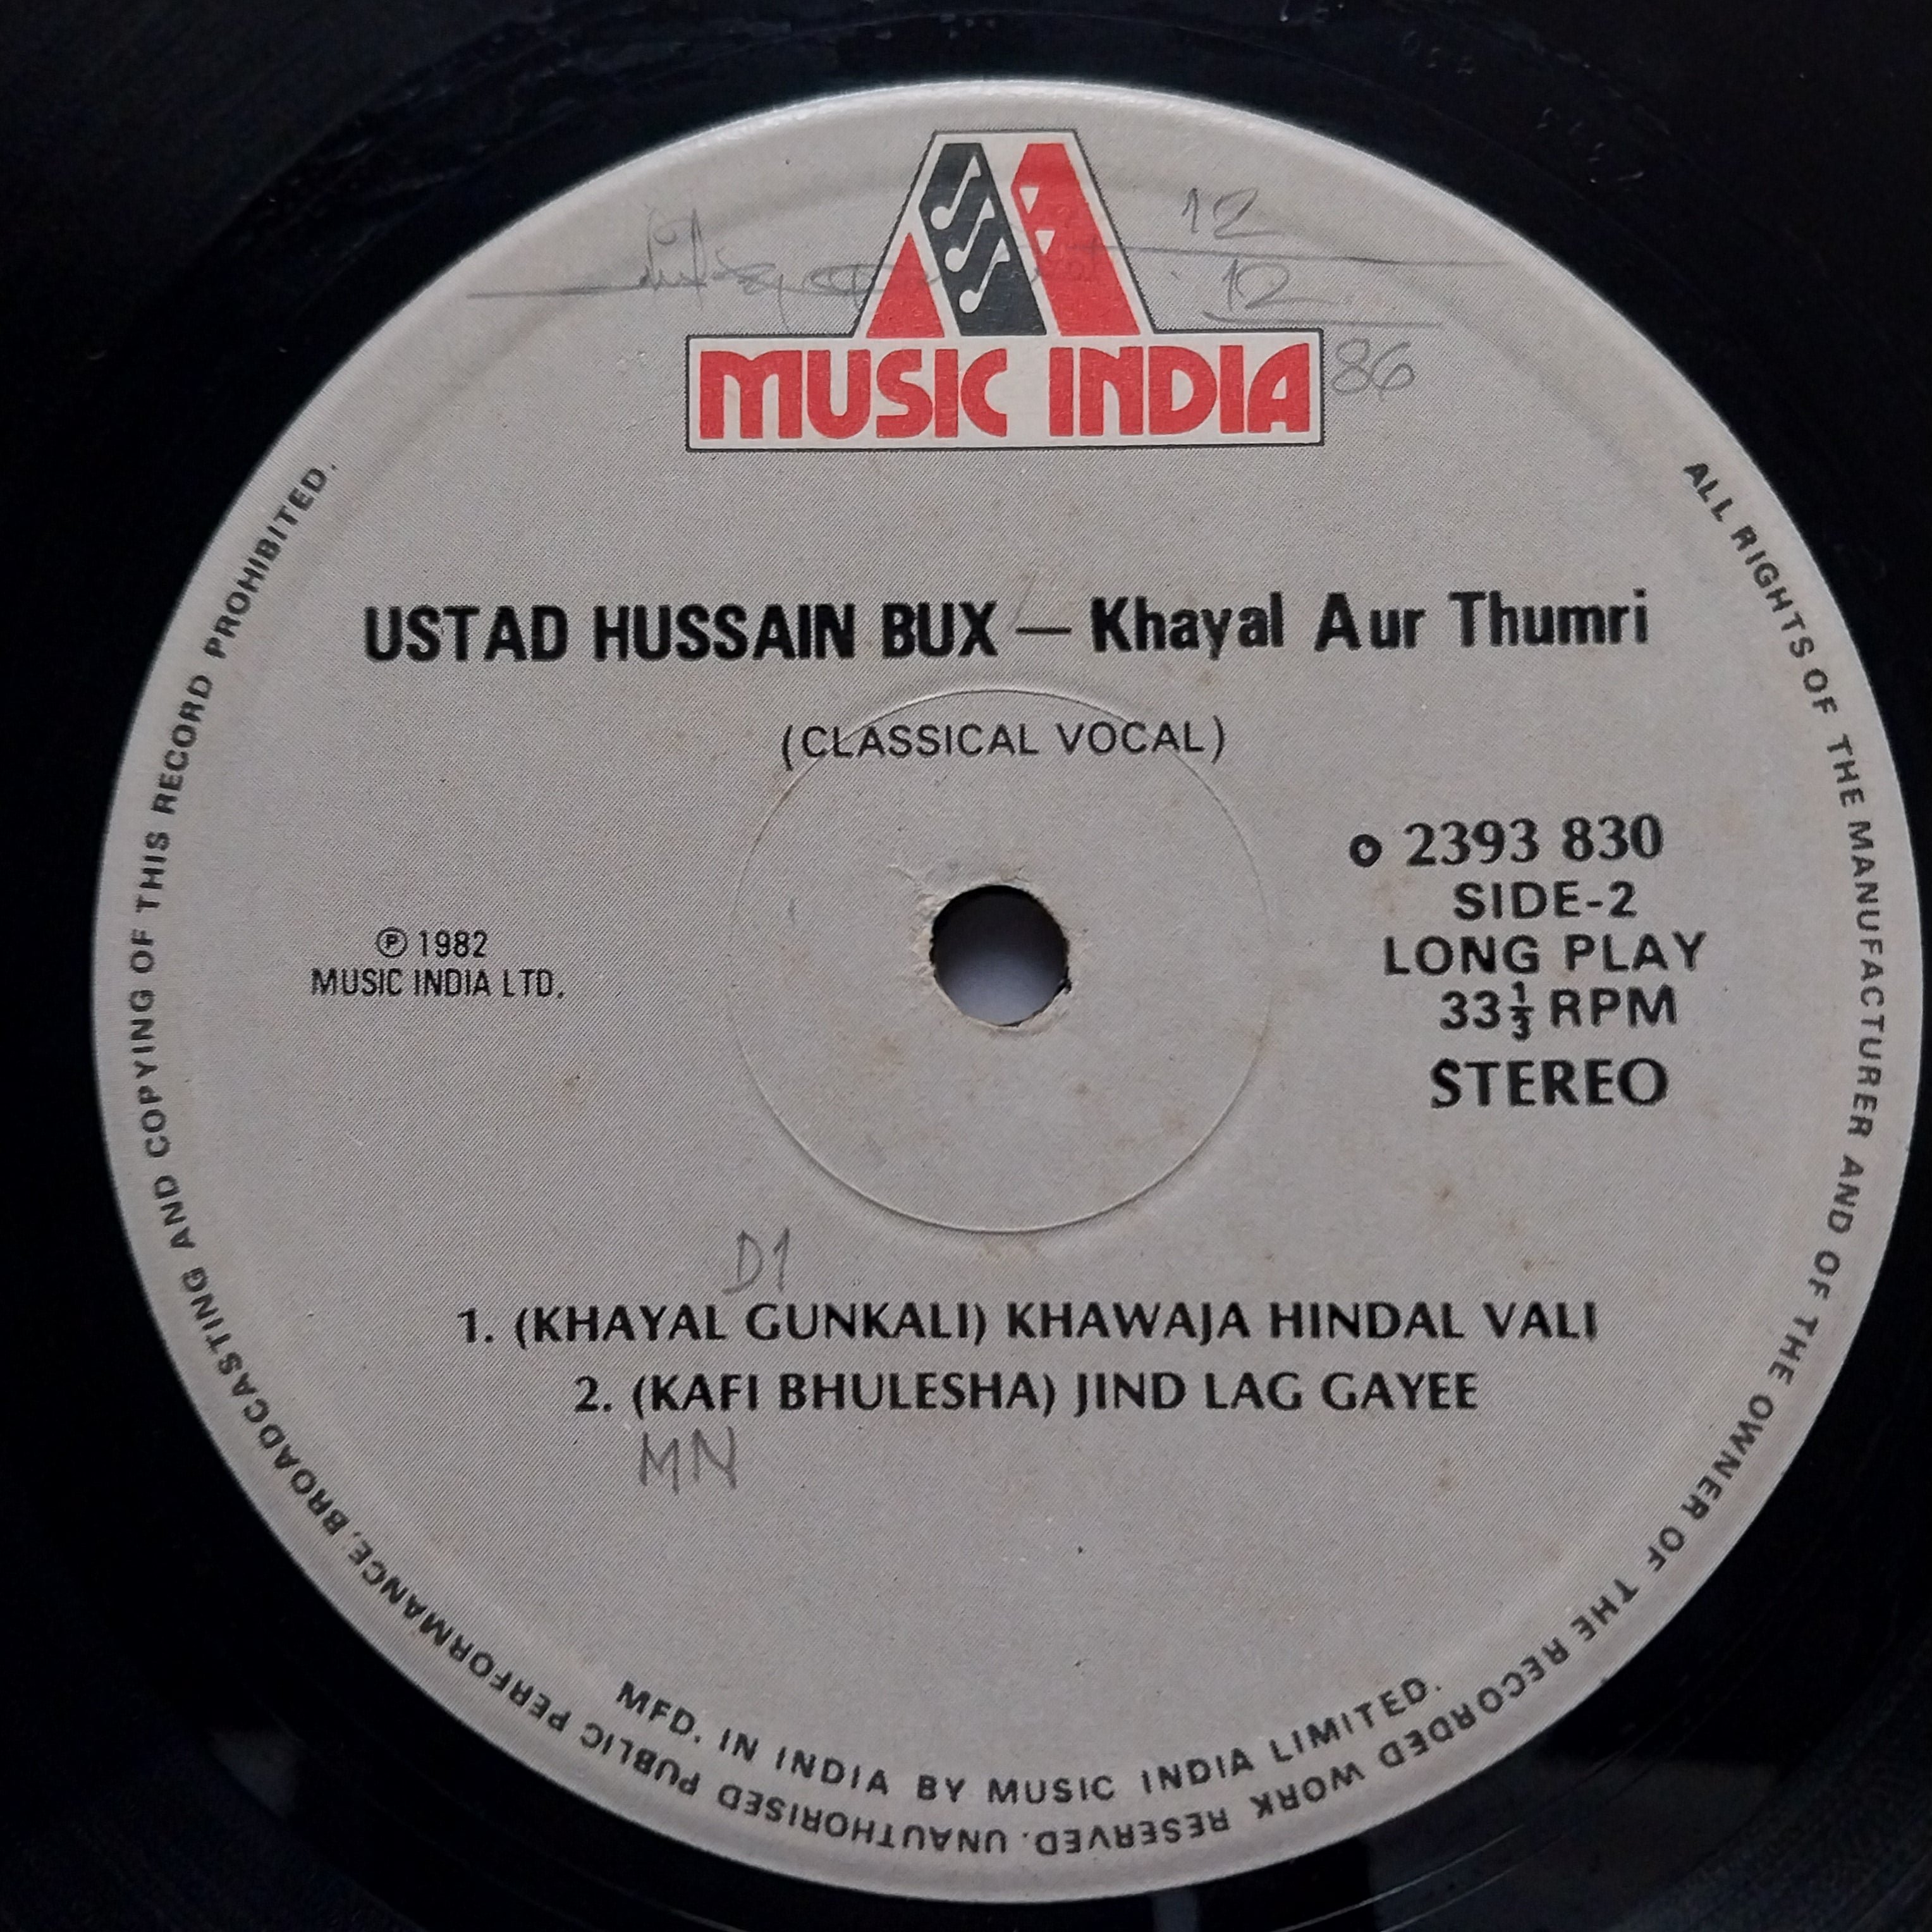 12
12
86
MUSIC INDIA
USTAD HUSSAIN BUX — Khayal Aur Thumri
(CLASSICAL VOCAL)
2393 830
SIDE-2
LONG PLAY
33⅓ RPM
STEREO
℗ 1982
MUSIC INDIA LTD.
D1
1. (KHAYAL GUNKALI) KHAWAJA HINDAL VALI
2. (KAFI BHULESHA) JIND LAG GAYEE
MN
MFD. IN INDIA BY MUSIC INDIA LIMITED.
ALL RIGHTS OF THE MANUFACTURER AND OF THE OWNER OF THE RECORDED WORK RESERVED. UNAUTHORISED PUBLIC PERFORMANCE, BROADCASTING AND COPYING OF THIS RECORD PROHIBITED.